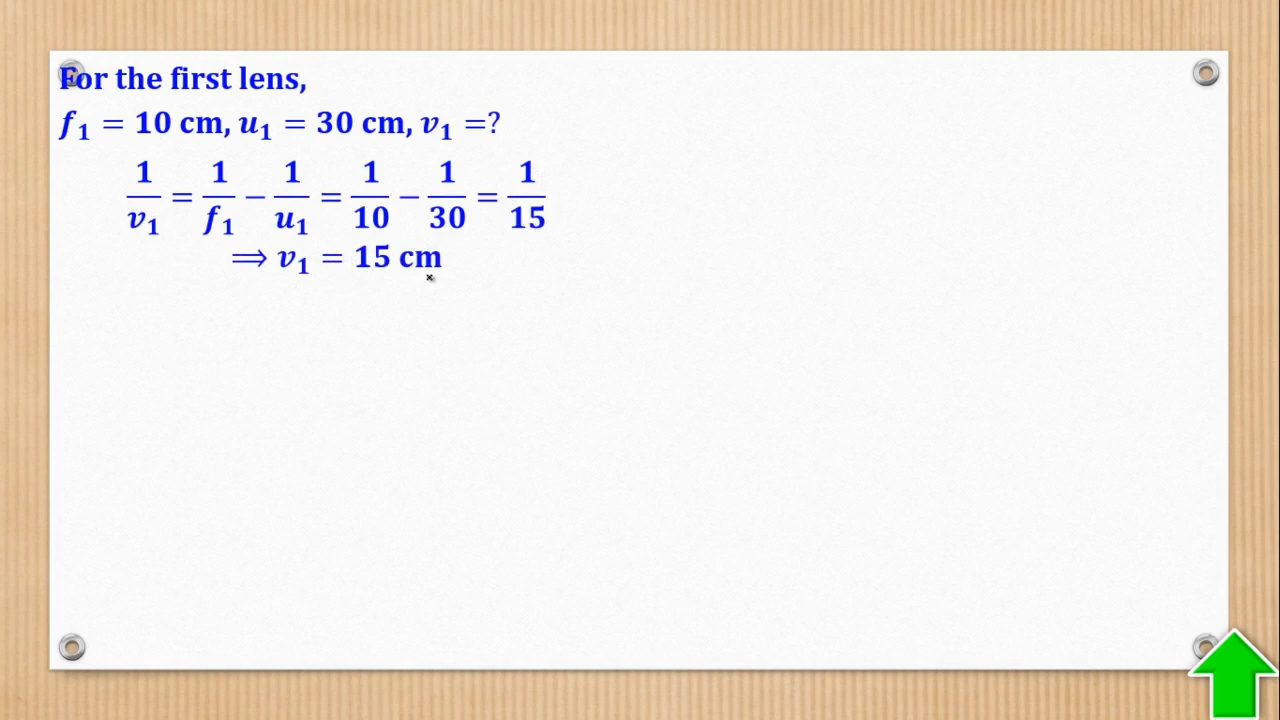 For the first lens,
f₁ = 10 cm, u₁ = 30 cm, v₁ =?
1/v₁ = 1/f₁ − 1/u₁ = 1/10 − 1/30 = 1/15
⟹ v₁ = 15 cm